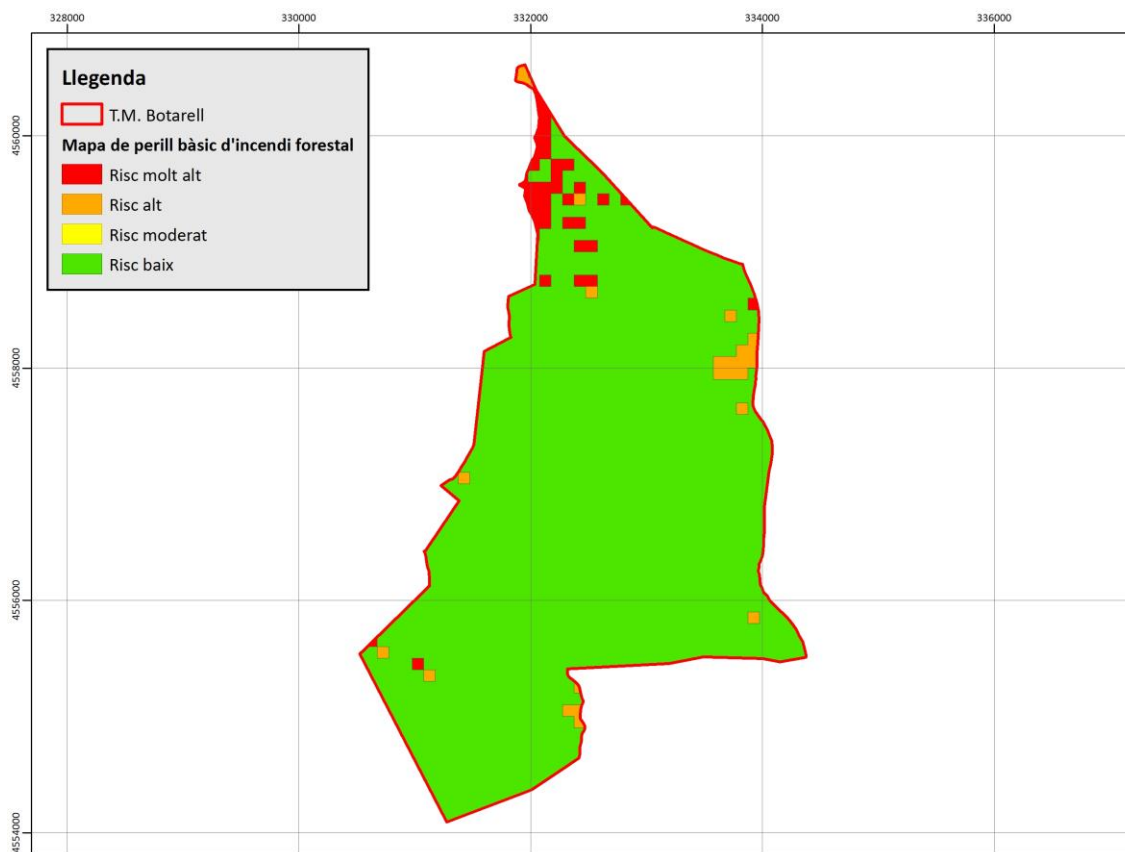 328000
330000
332000
334000
336000
Llegenda
T.M. Botarell
Mapa de perill bàsic d'incendi forestal
Risc molt alt
Risc alt
Risc moderat
Risc baix
4560000
4558000
4556000
4554000